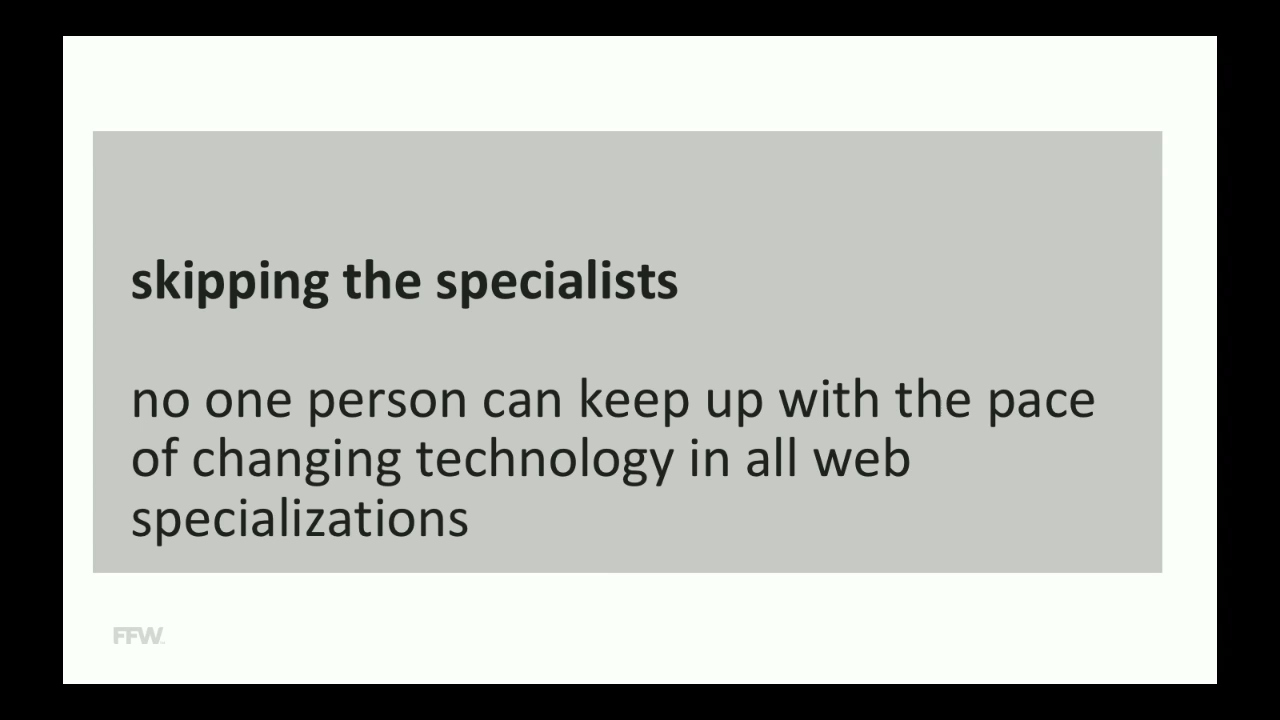 skipping the specialists
no one person can keep up with the pace
of changing technology in all web
specializations
FFW